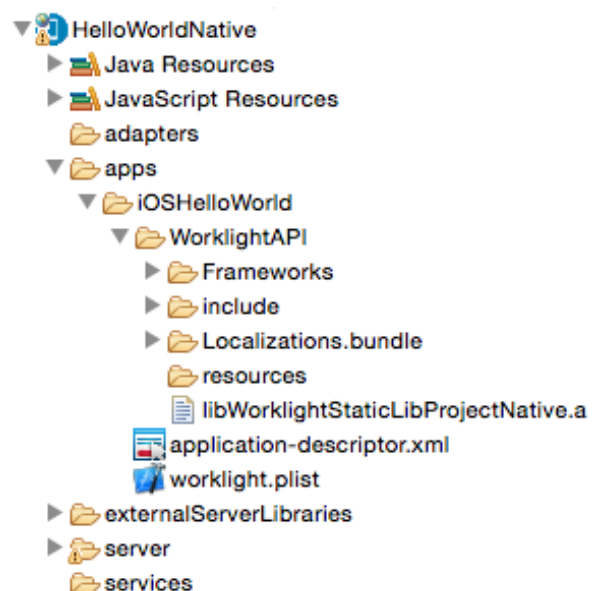 HelloWorldNative
Java Resources
JavaScript Resources
adapters
apps
iOSHelloWorld
WorklightAPI
Frameworks
include
Localizations.bundle
resources
libWorklightStaticLibProjectNative.a
application-descriptor.xml
worklight.plist
externalServerLibraries
server
services